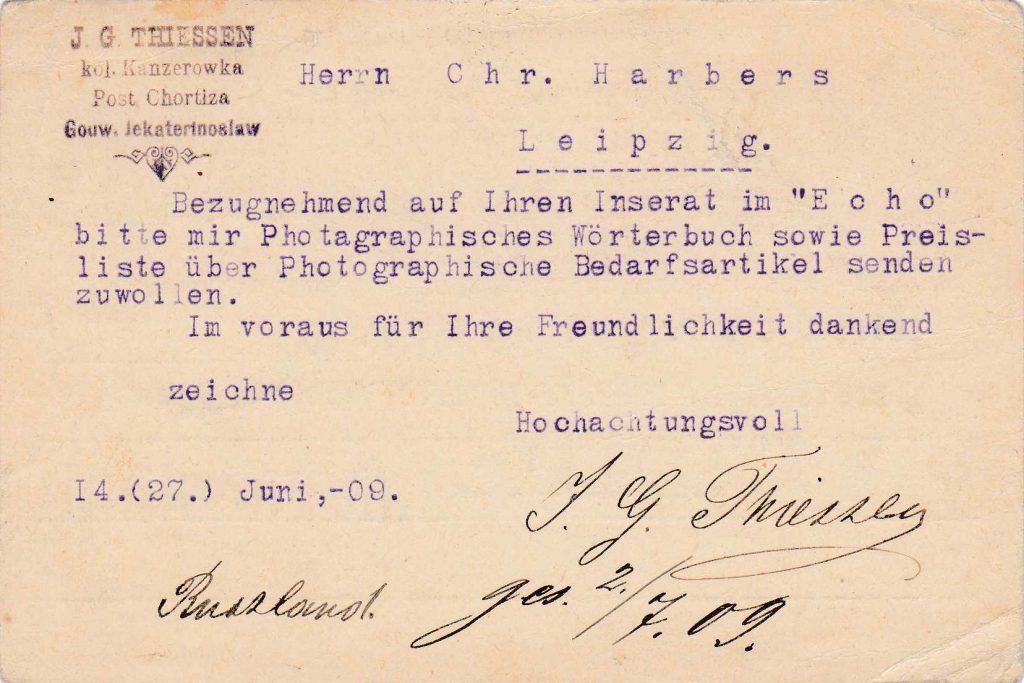 J. G. THIESSEN
kol. Kanzerowka
Post Chortiza
Gouw. Jekaterinoslaw
Herrn Chr. Harbers
Leipzig.
Bezugnehmend auf Ihren Inserat im "Echo"
bitte mir Photagraphisches Wörterbuch sowie Preis-
liste über Photographische Bedarfsartikel senden
zuwollen.
Im voraus für Ihre Freundlichkeit dankend
zeichne
Hochachtungsvoll
I4.(27.) Juni,-09.
J. G. Thiessen
Russland.
ges. 2/7.09.